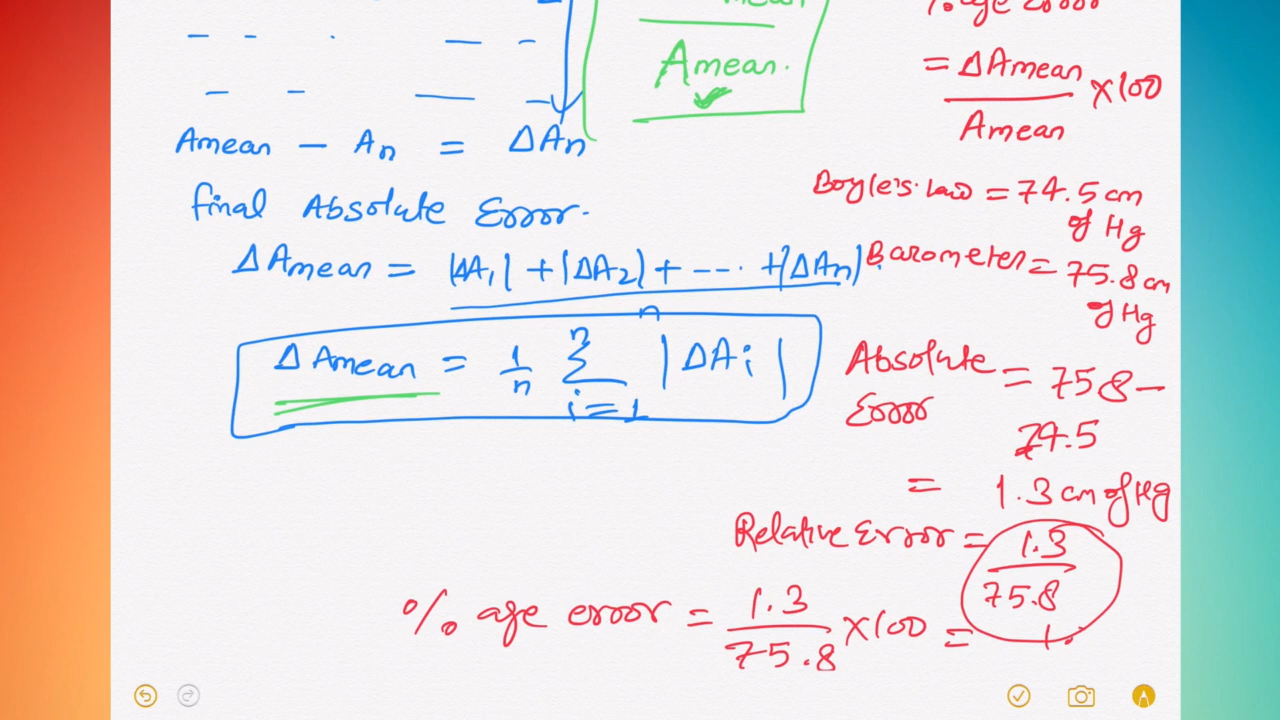 Amean.
%age error
= ΔAmean / Amean ×100
Amean – An = ΔAn
final Absolute Error.
ΔAmean = |ΔA1| + |ΔA2| + --- · + |ΔAn| / n
ΔAmean = 1/n Σ i=1 n |ΔAi|
Boyle's law = 74.5 cm
of Hg
Barometer = 75.8 cm
of Hg
Absolute Error = 75.8 –
74.5
= 1.3 cm of Hg
Relative Error = 1.3 / 75.8
% age error = 1.3 / 75.8 ×100 = 1.